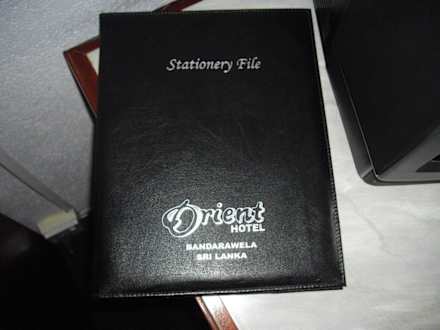 Stationery File
Orient
HOTEL
BANDARAWELA
SRI LANKA